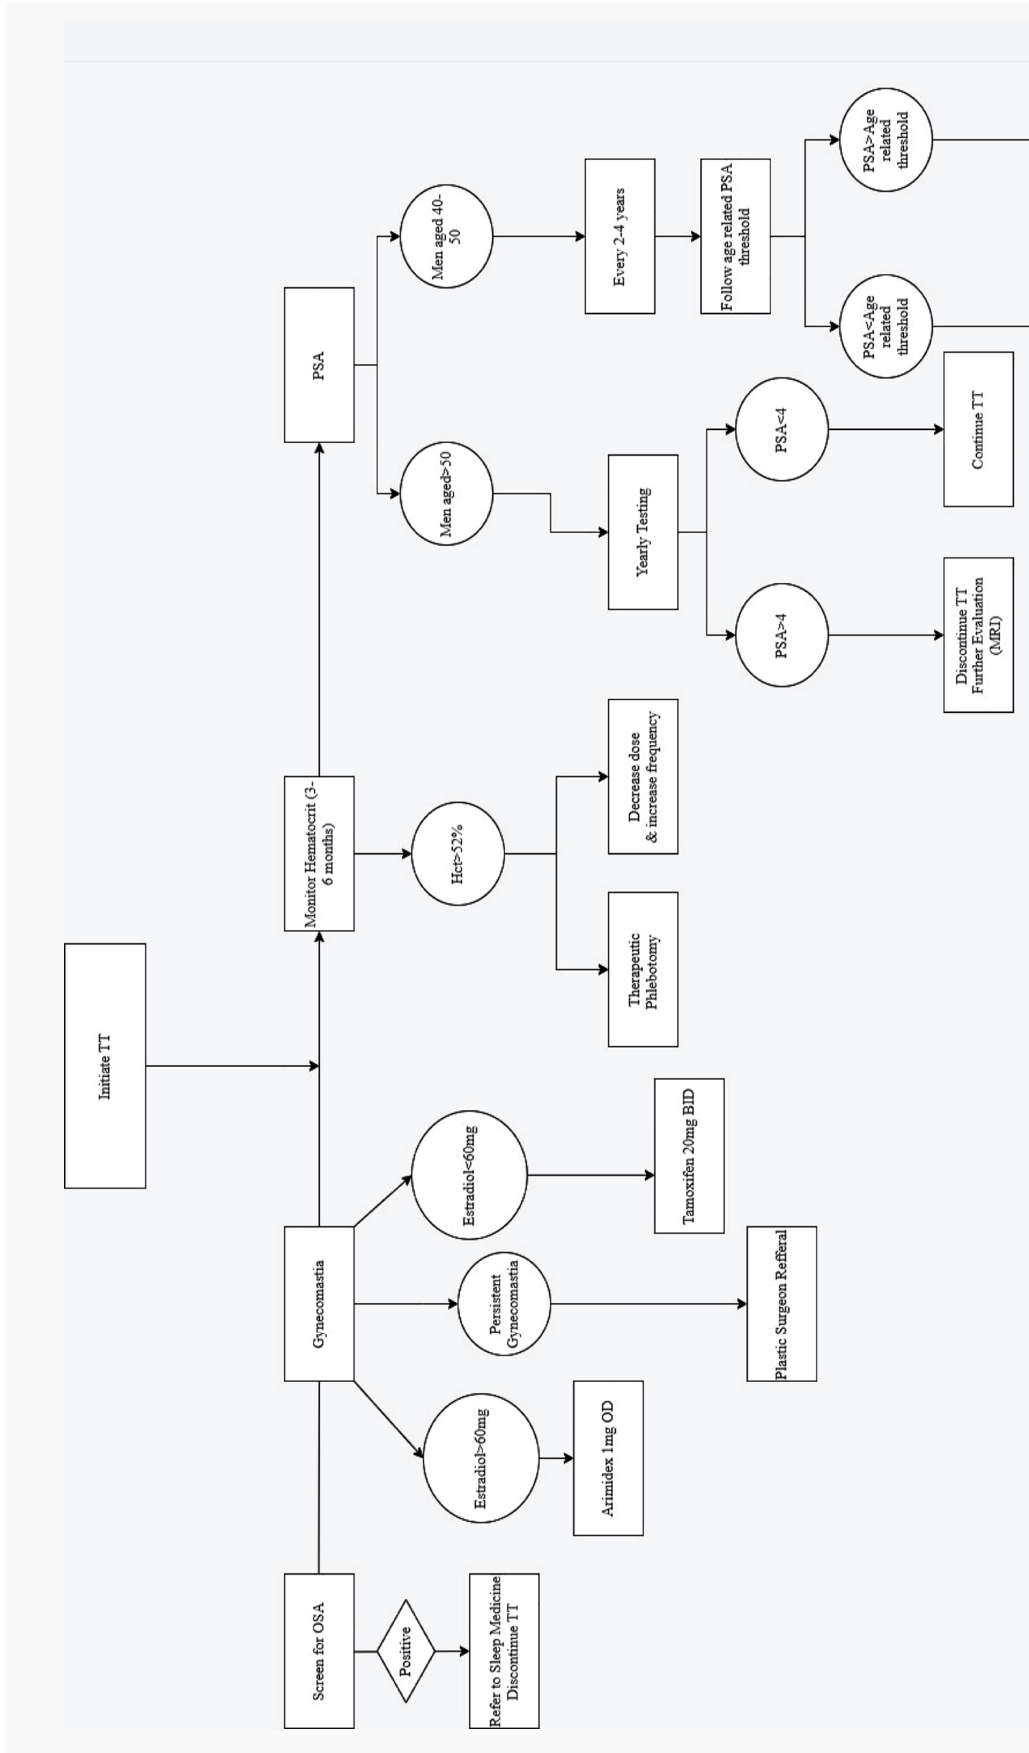 Initiate TT
Screen for OSA
Gynecomastia
Monitor Hematocrit (3-
6 months)
PSA
Positive
Estradiol>60mg
Persistent
Gynecomastia
Estradiol<60mg
Hct>52%
Men aged>50
Men aged 40-
50
Refer to Sleep Medicine
Discontinue TT
Arimidex 1mg OD
Plastic Surgeon Refferal
Tamoxifen 20mg BID
Therapeutic
Phlebotomy
Decrease dose
& increase frequency
Yearly Testing
Every 2-4 years
Follow age related PSA
threshold
PSA>4
PSA<4
PSA<Age
related
threshold
PSA>Age
related
threshold
Discontinue TT
Further Evaluation
(MRI)
Continue TT